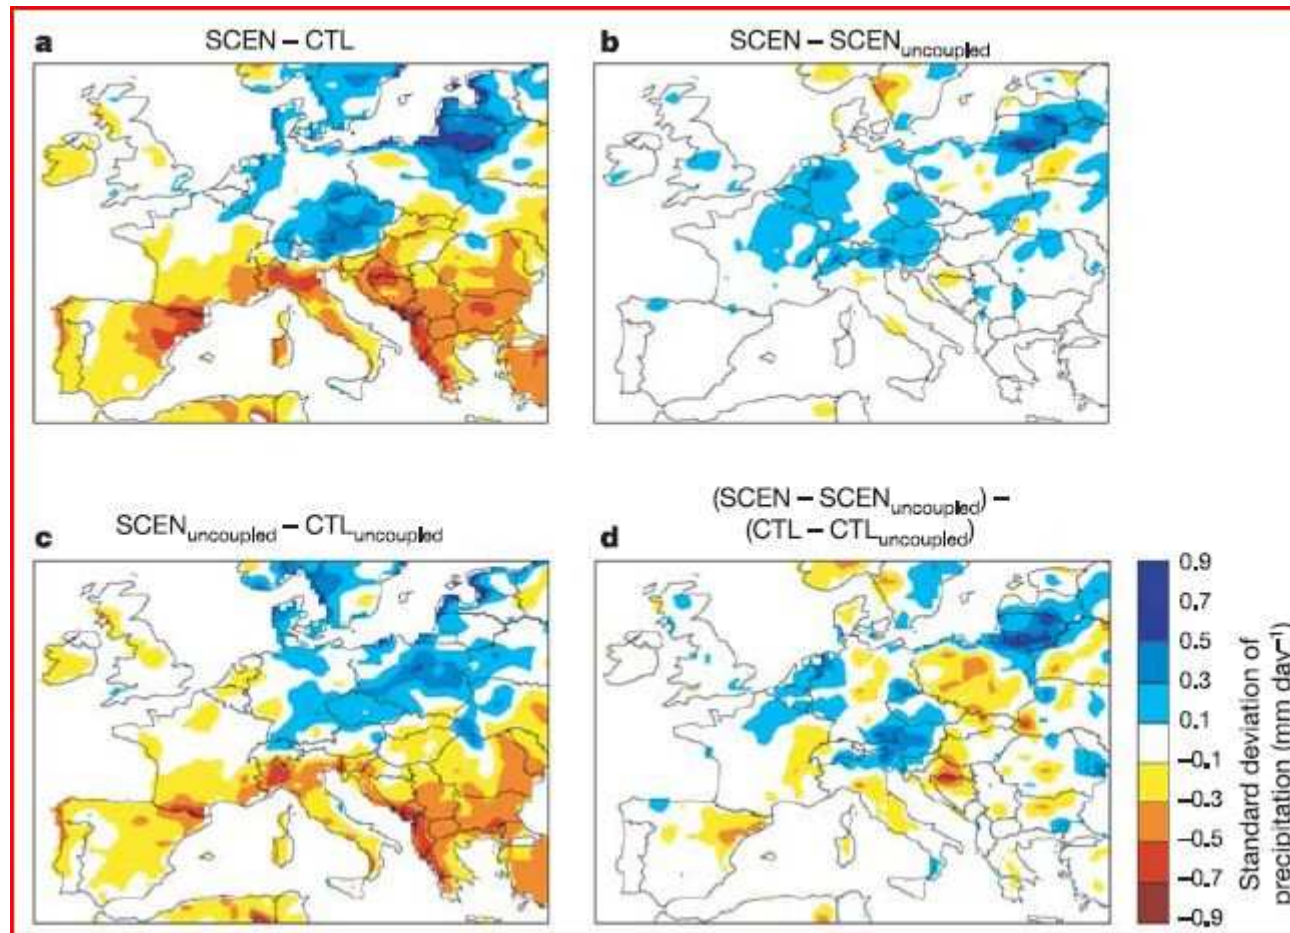 a SCEN – CTL
b SCEN – SCENuncoupled
c SCENuncoupled – CTLuncoupled
d (SCEN – SCENuncoupled) –
(CTL – CTLuncoupled)
0.9
0.7
0.5
0.3
0.1
–0.1
–0.3
–0.5
–0.7
–0.9
Standard deviation of
precipitation (mm day–1)